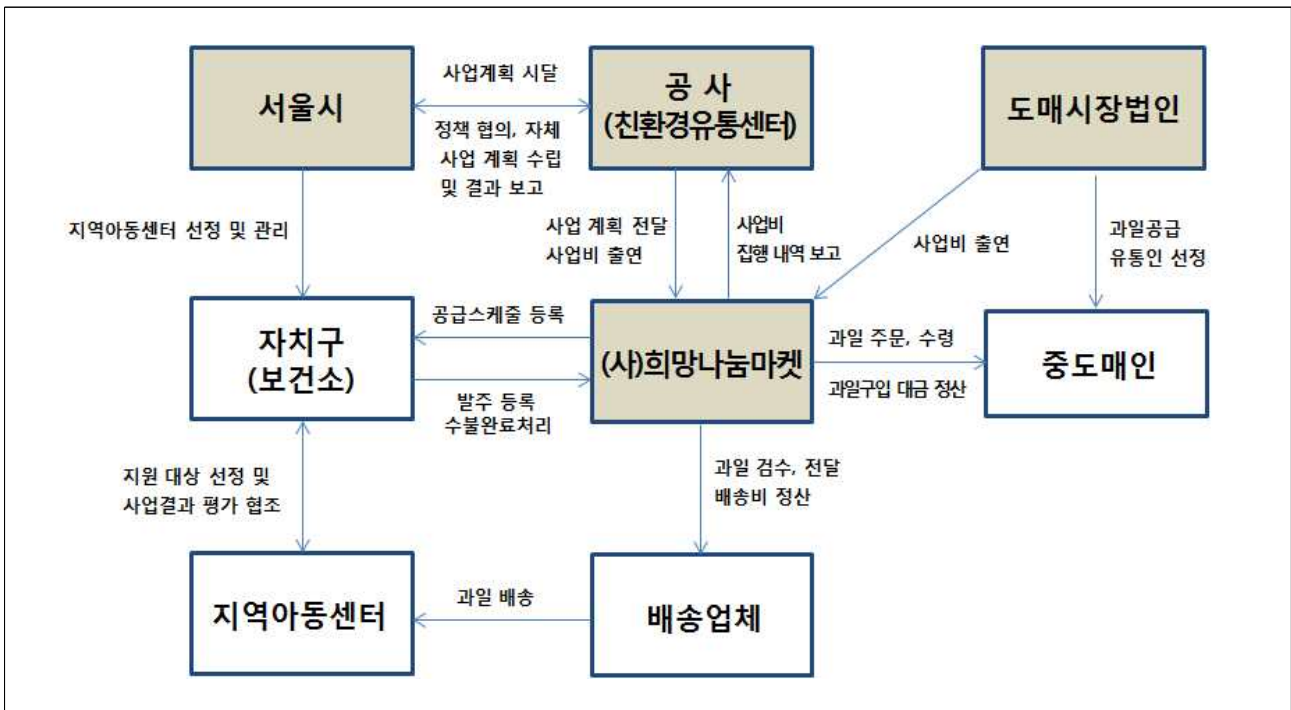 사업계획 시달
서울시
공 사
(친환경유통센터)
도매시장법인
정책 협의, 자체
사업 계획 수립
및 결과 보고
지역아동센터 선정 및 관리
사업 계획 전달
사업비 출연
사업비
집행 내역 보고
사업비 출연
과일공급
유통인 선정
자치구
(보건소)
공급스케줄 등록
발주 등록
수불완료처리
(사)희망나눔마켓
과일 주문, 수령
과일구입 대금 정산
중도매인
지원 대상 선정 및
사업결과 평가 협조
과일 검수, 전달
배송비 정산
지역아동센터
과일 배송
배송업체